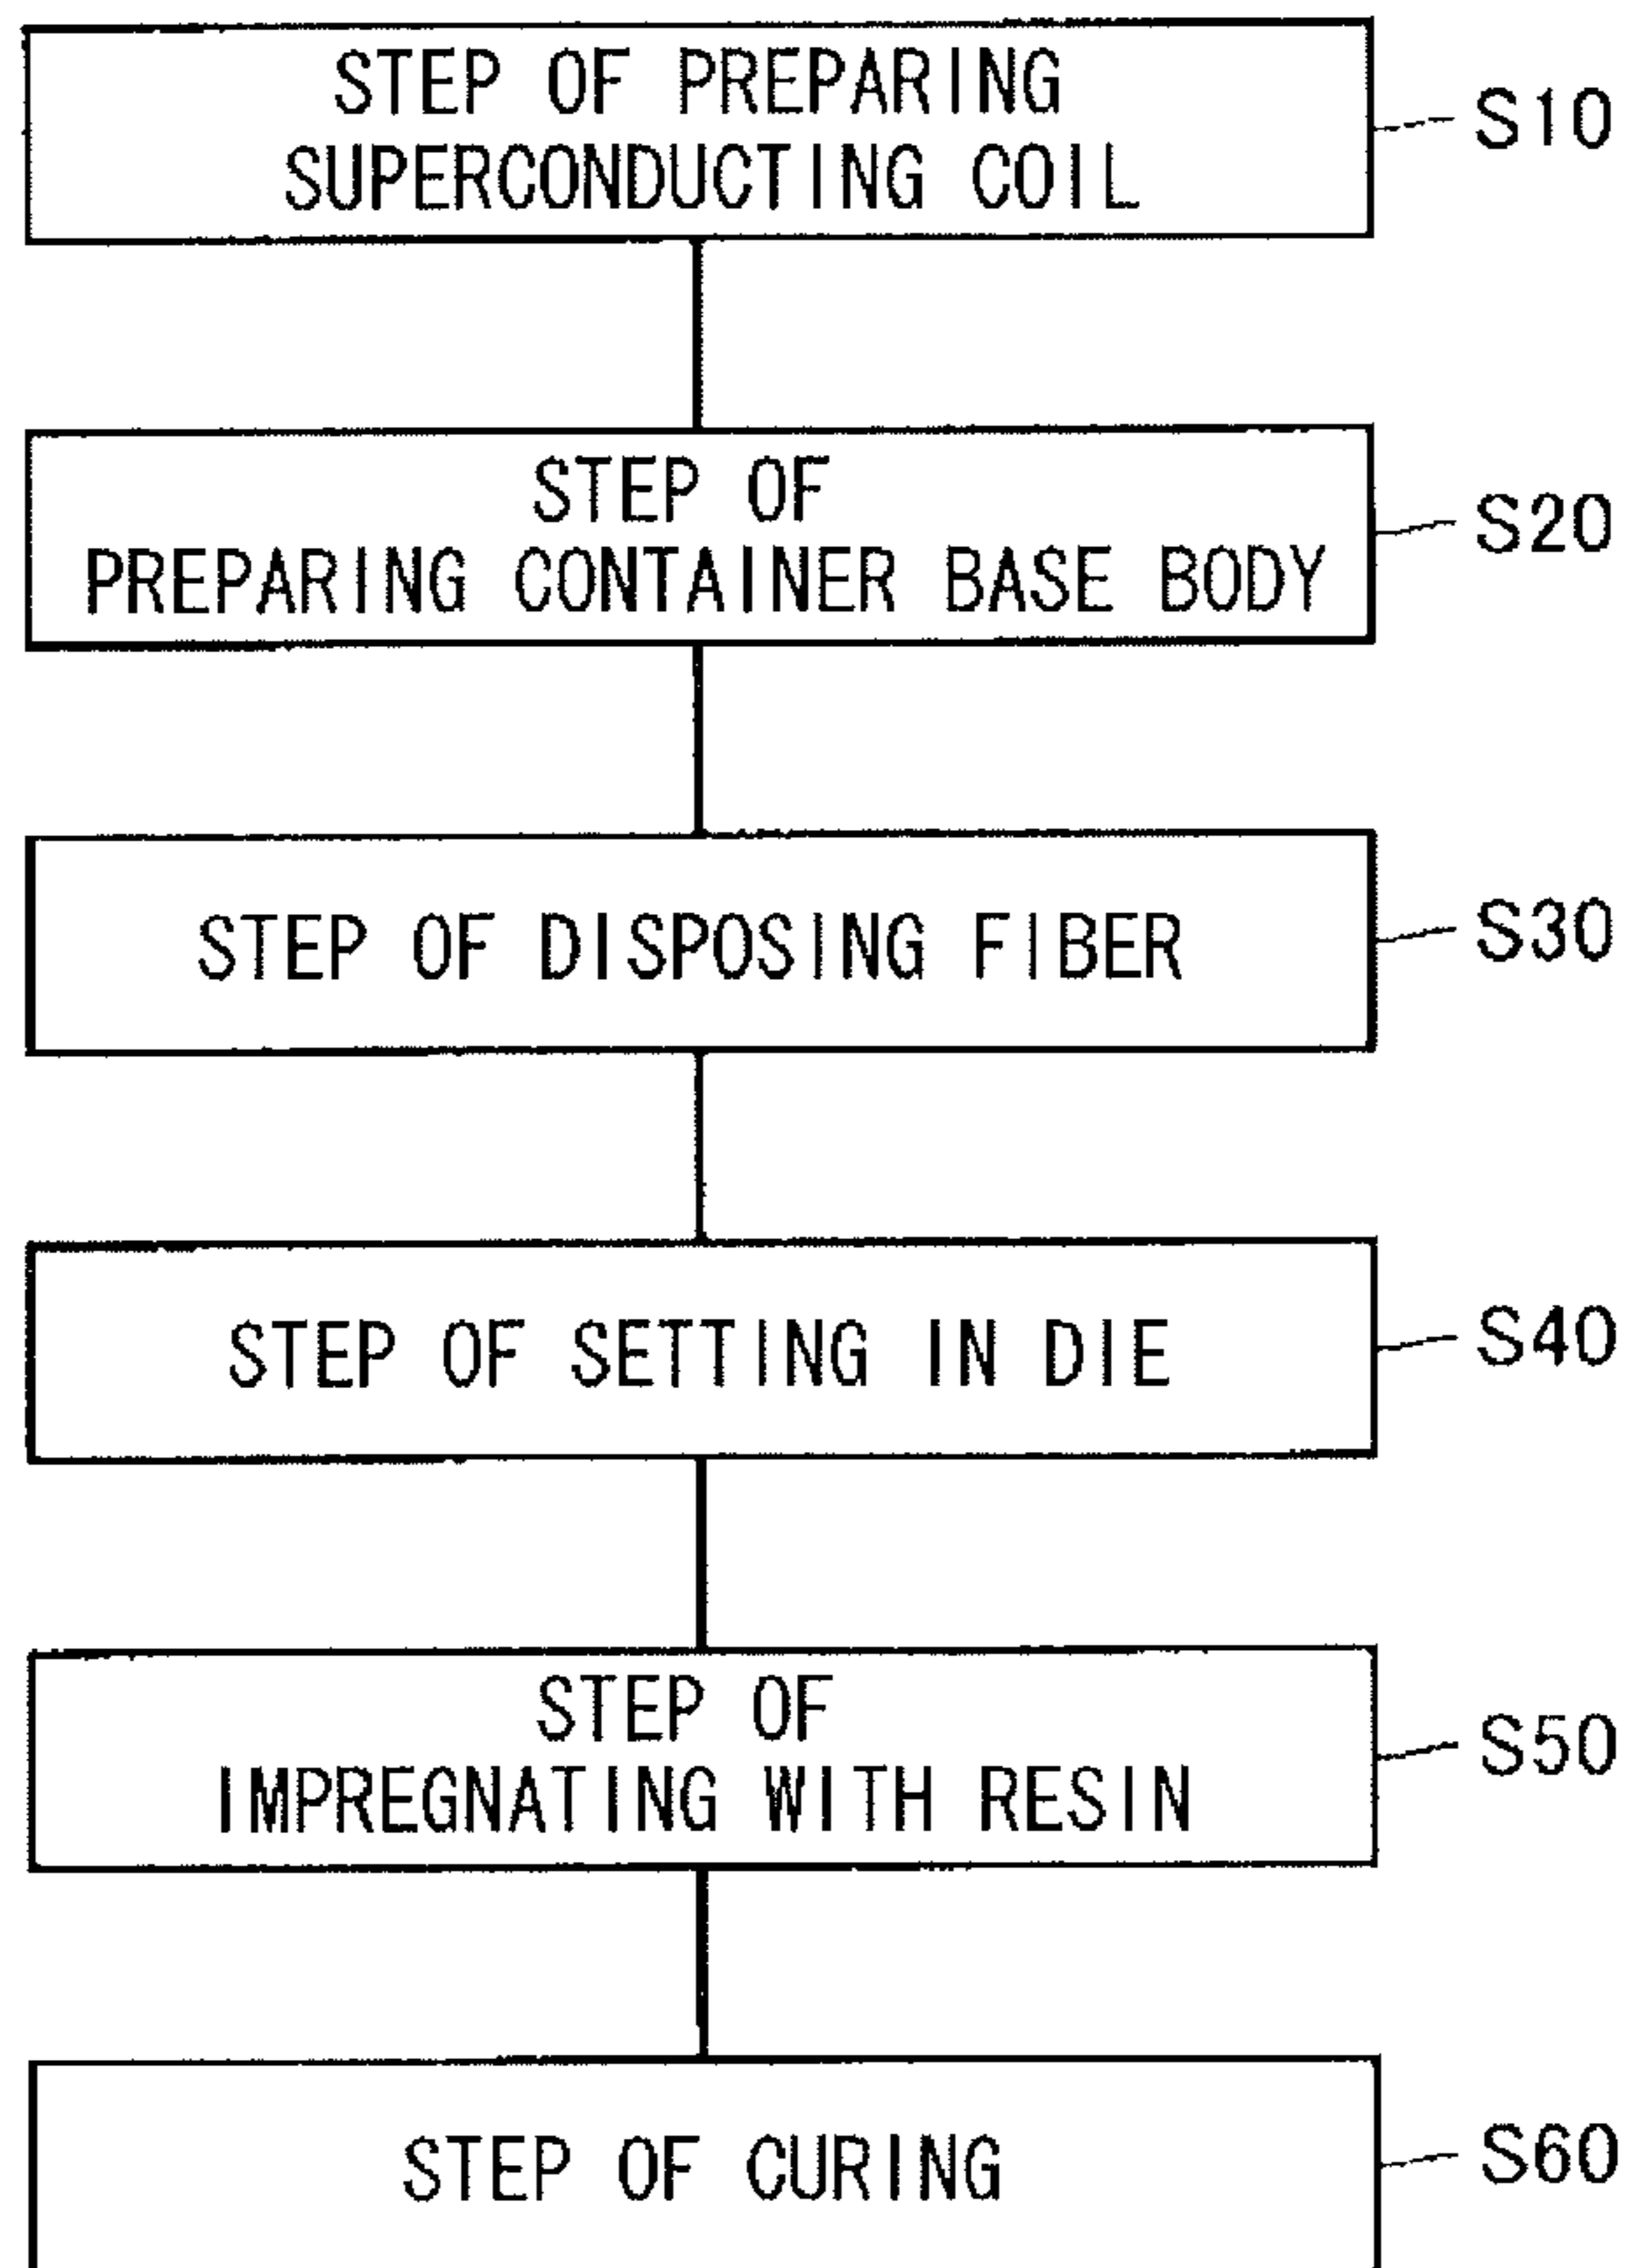 STEP OF PREPARING
SUPERCONDUCTING COIL
S10
STEP OF
PREPARING CONTAINER BASE BODY
S20
STEP OF DISPOSING FIBER
S30
STEP OF SETTING IN DIE
S40
STEP OF
IMPREGNATING WITH RESIN
S50
STEP OF CURING
S60